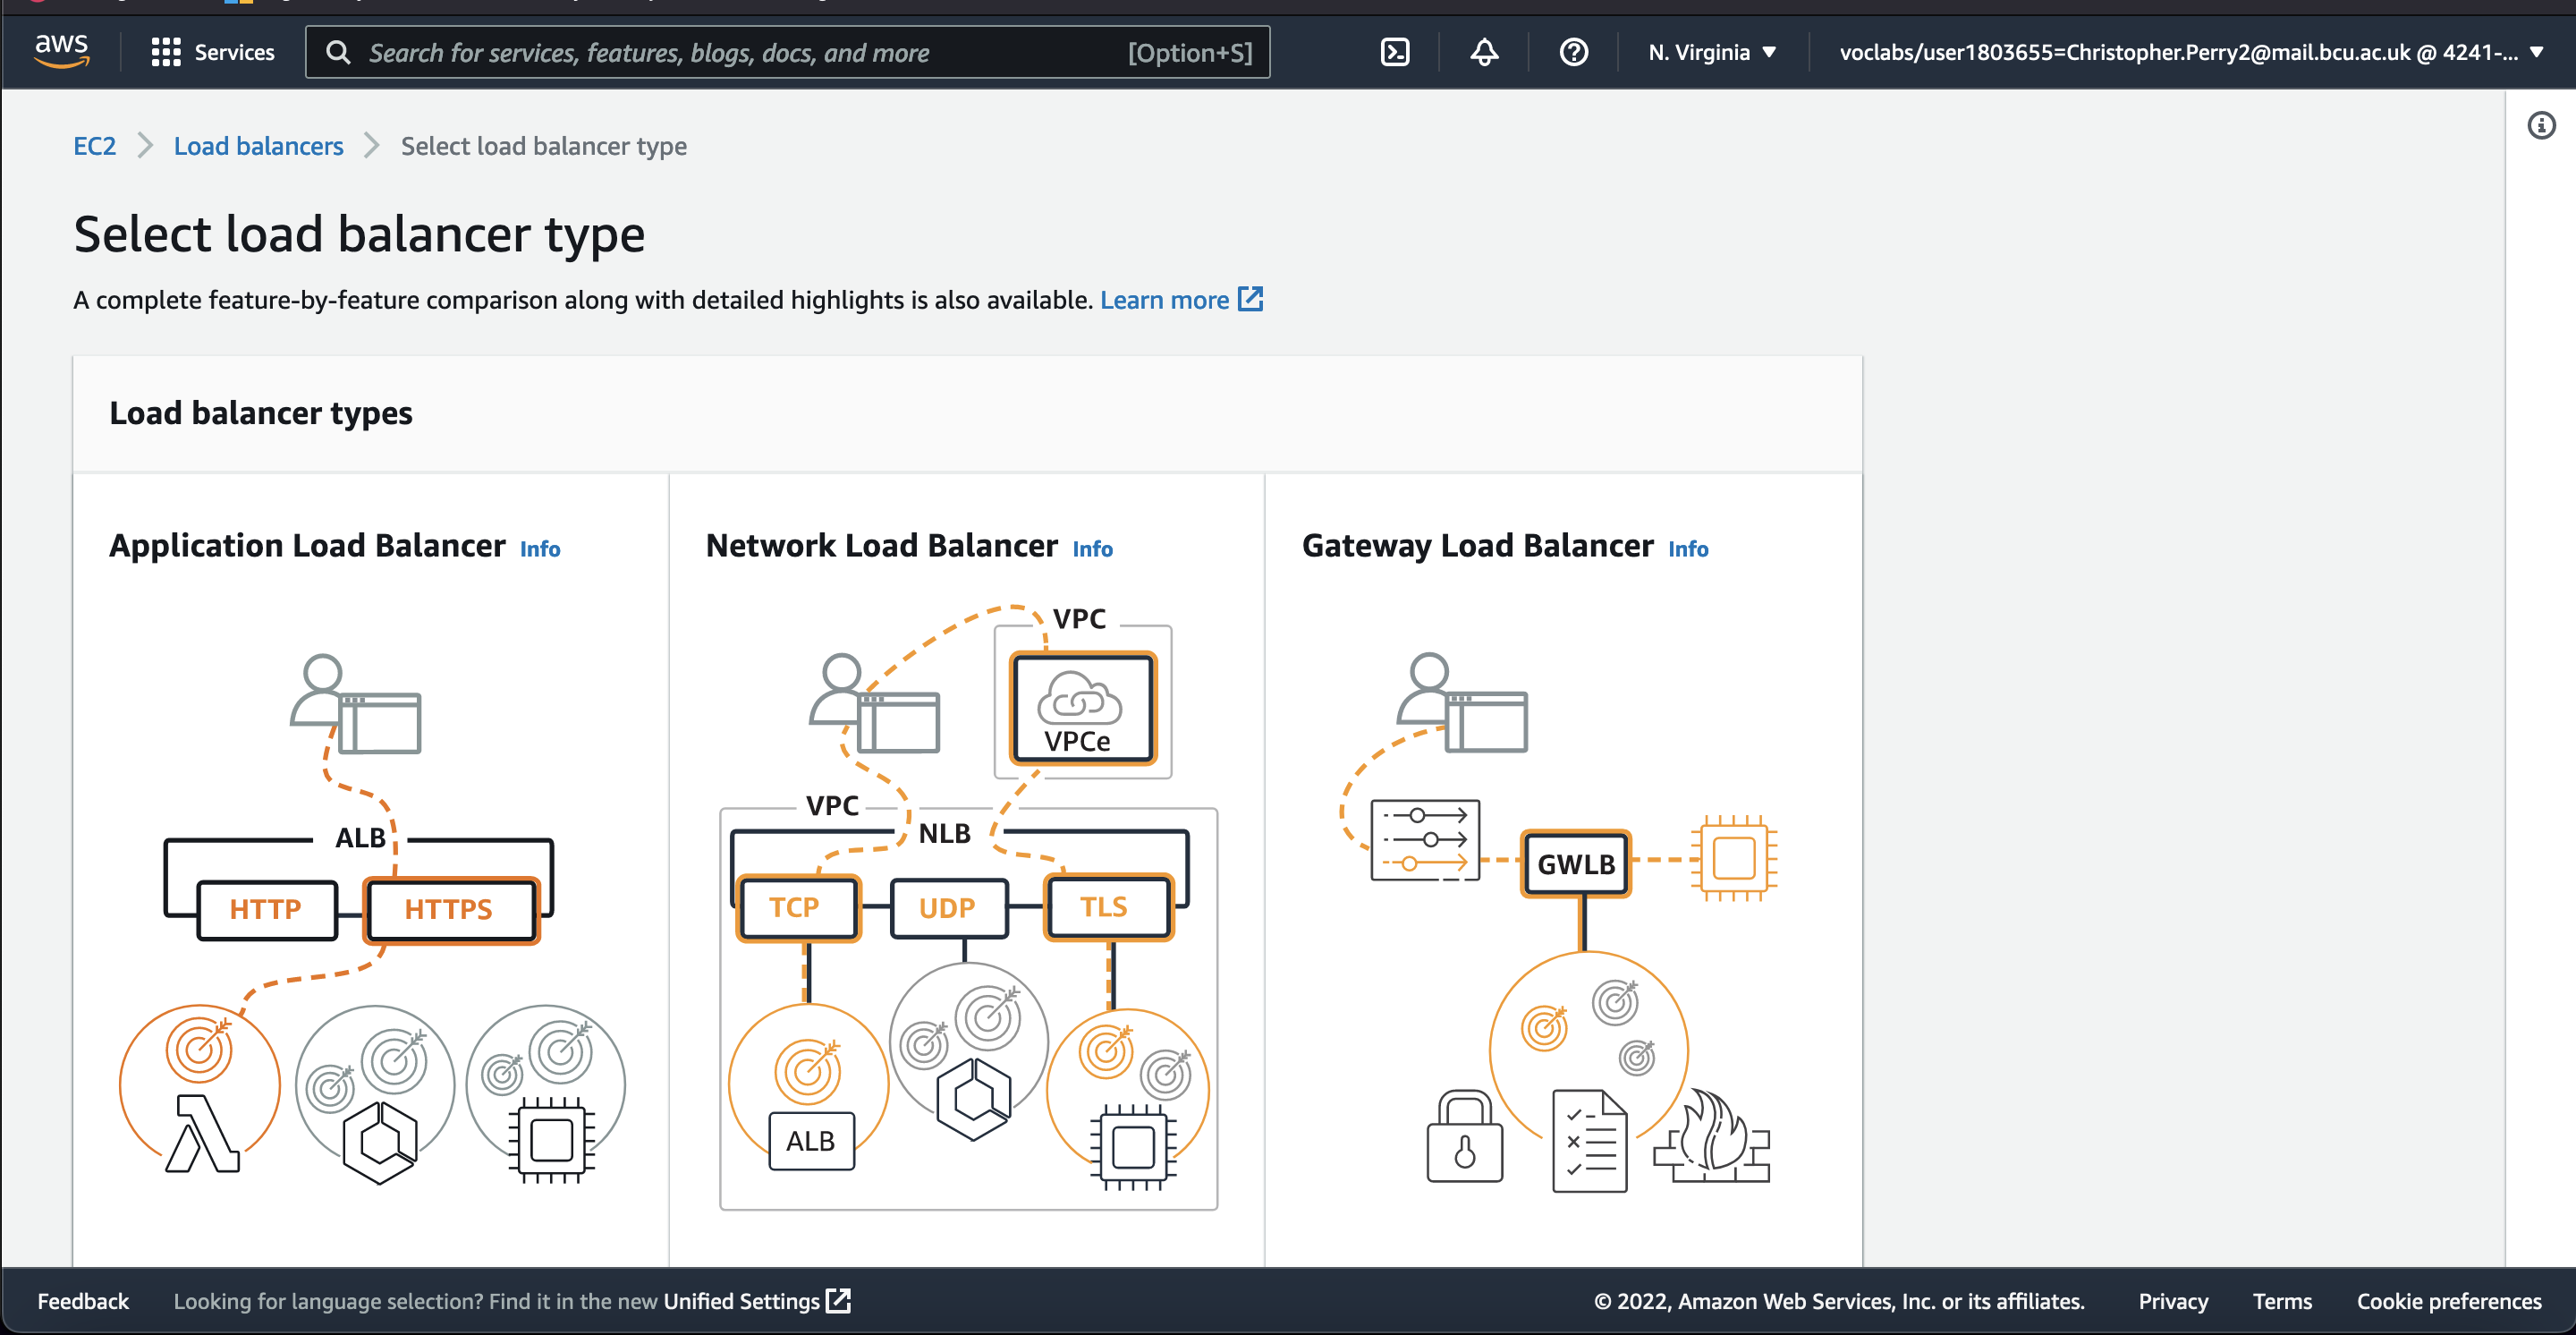 aws
Services
Search for services, features, blogs, docs, and more [Option+S]
N. Virginia
voclabs/user1803655=Christopher.Perry2@mail.bcu.ac.uk @ 4241-...
EC2 Load balancers Select load balancer type
Select load balancer type
A complete feature-by-feature comparison along with detailed highlights is also available. Learn more
Load balancer types
Application Load Balancer Info
ALB
HTTP
HTTPS
Network Load Balancer Info
VPC
VPCe
VPC
NLB
TCP
UDP
TLS
ALB
Gateway Load Balancer Info
GWLB
Feedback
Looking for language selection? Find it in the new Unified Settings
© 2022, Amazon Web Services, Inc. or its affiliates.
Privacy
Terms
Cookie preferences